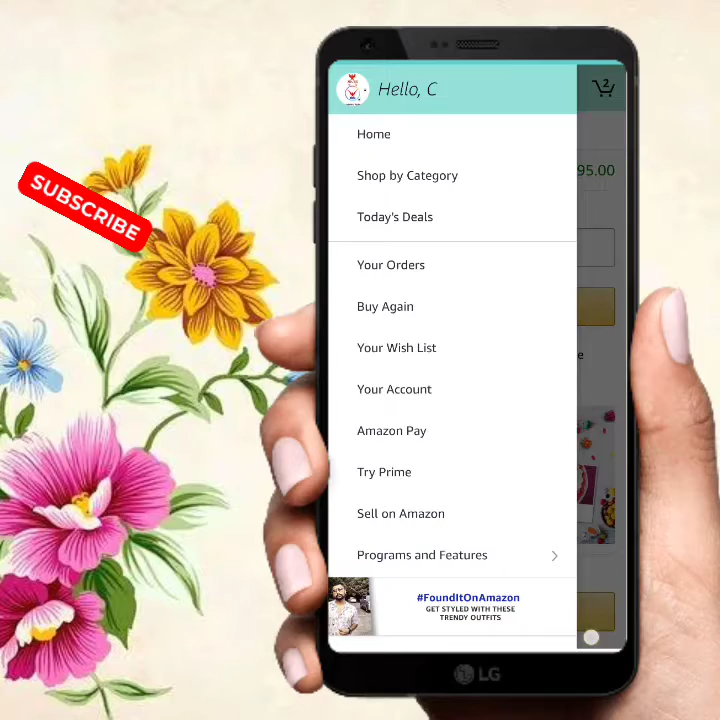 SUBSCRIBE
Hello, C
2
Home
95.00
Shop by Category
Today's Deals
Your Orders
Buy Again
Your Wish List
e
Your Account
Amazon Pay
Try Prime
Sell on Amazon
Programs and Features
#FoundItOnAmazon
GET STYLED WITH THESE
TRENDY OUTFITS
LG